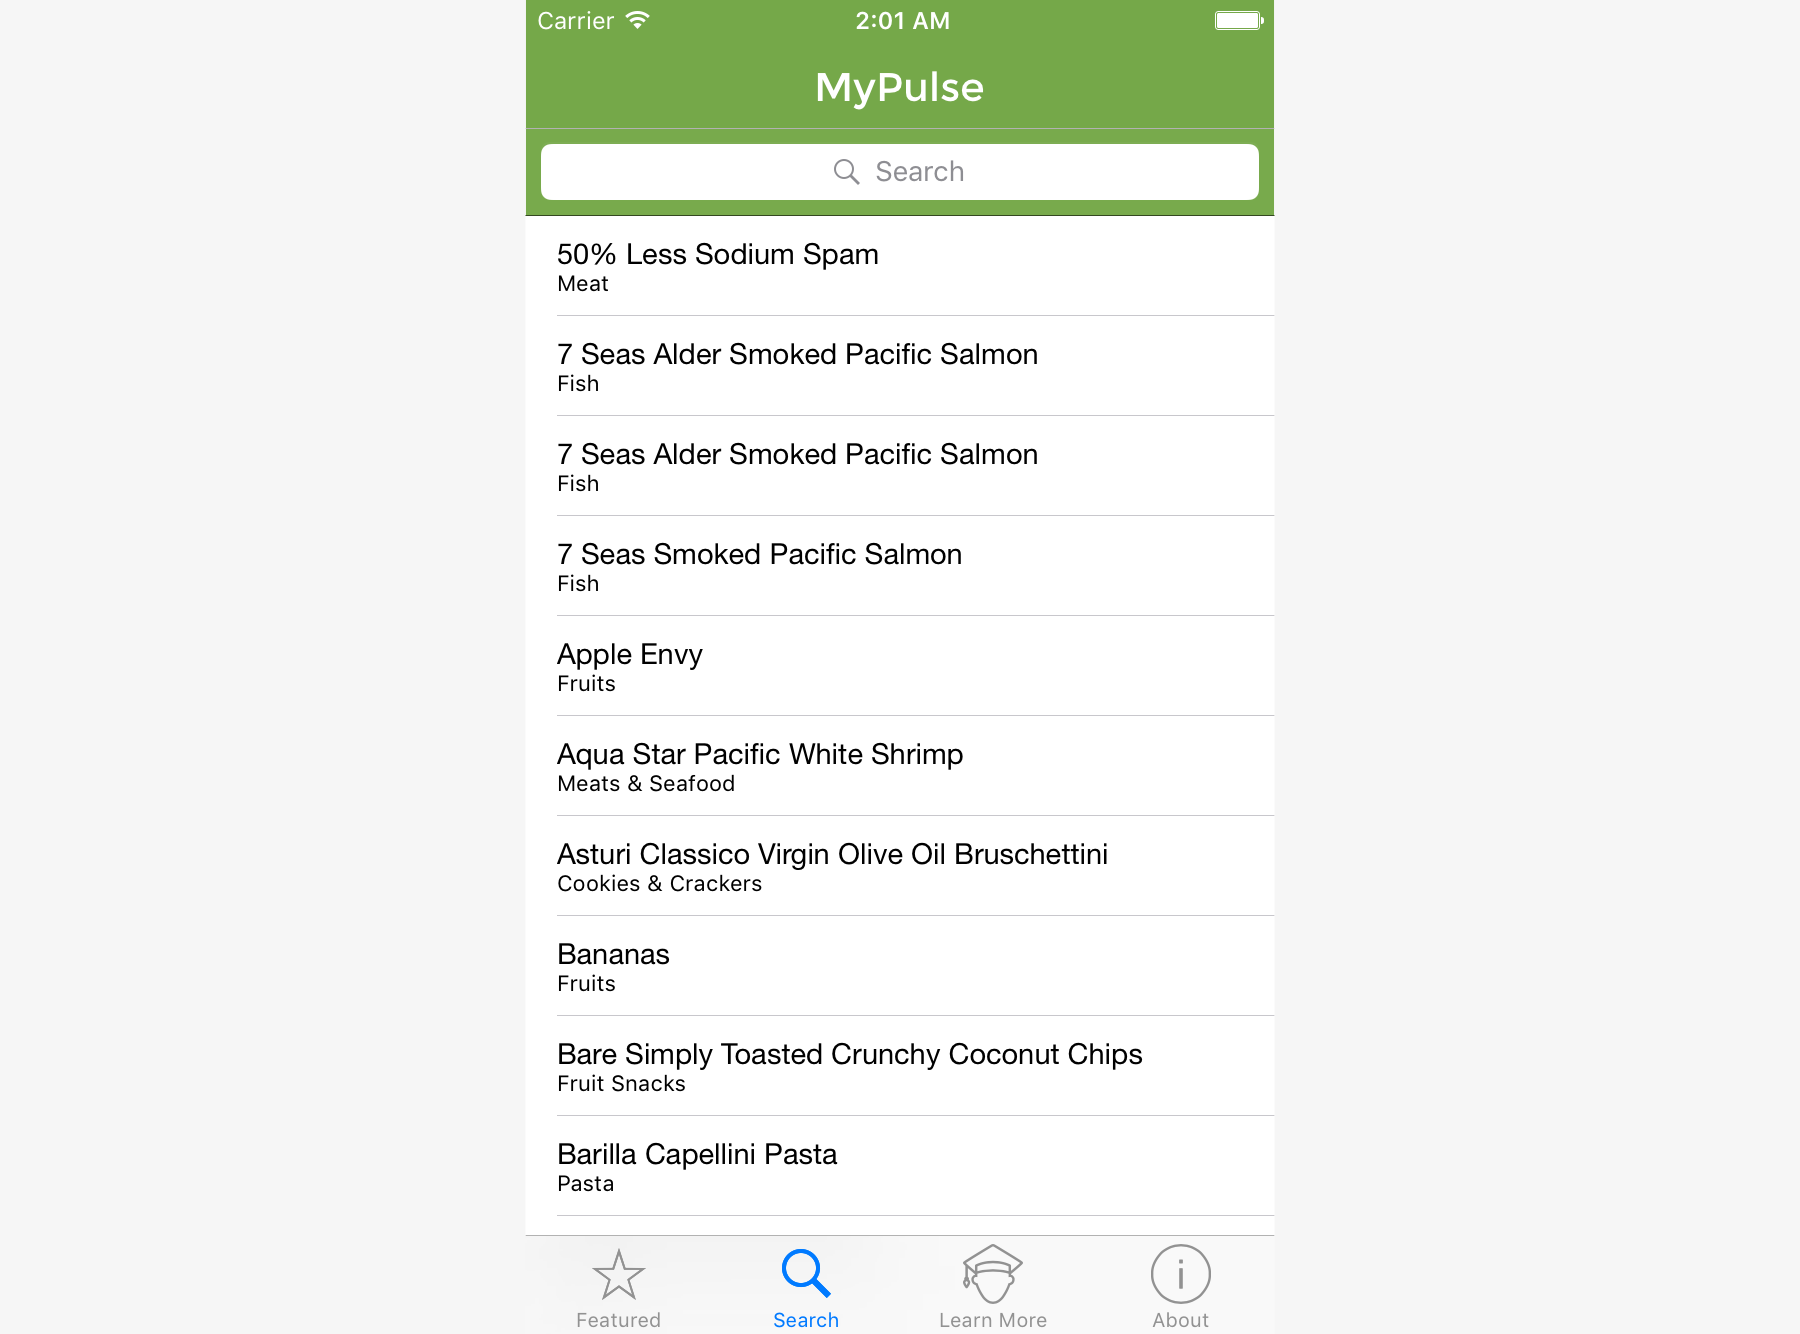 Carrier 2:01 AM
MyPulse
Search
50% Less Sodium Spam
Meat
7 Seas Alder Smoked Pacific Salmon
Fish
7 Seas Alder Smoked Pacific Salmon
Fish
7 Seas Smoked Pacific Salmon
Fish
Apple Envy
Fruits
Aqua Star Pacific White Shrimp
Meats & Seafood
Asturi Classico Virgin Olive Oil Bruschettini
Cookies & Crackers
Bananas
Fruits
Bare Simply Toasted Crunchy Coconut Chips
Fruit Snacks
Barilla Capellini Pasta
Pasta
Featured Search Learn More About